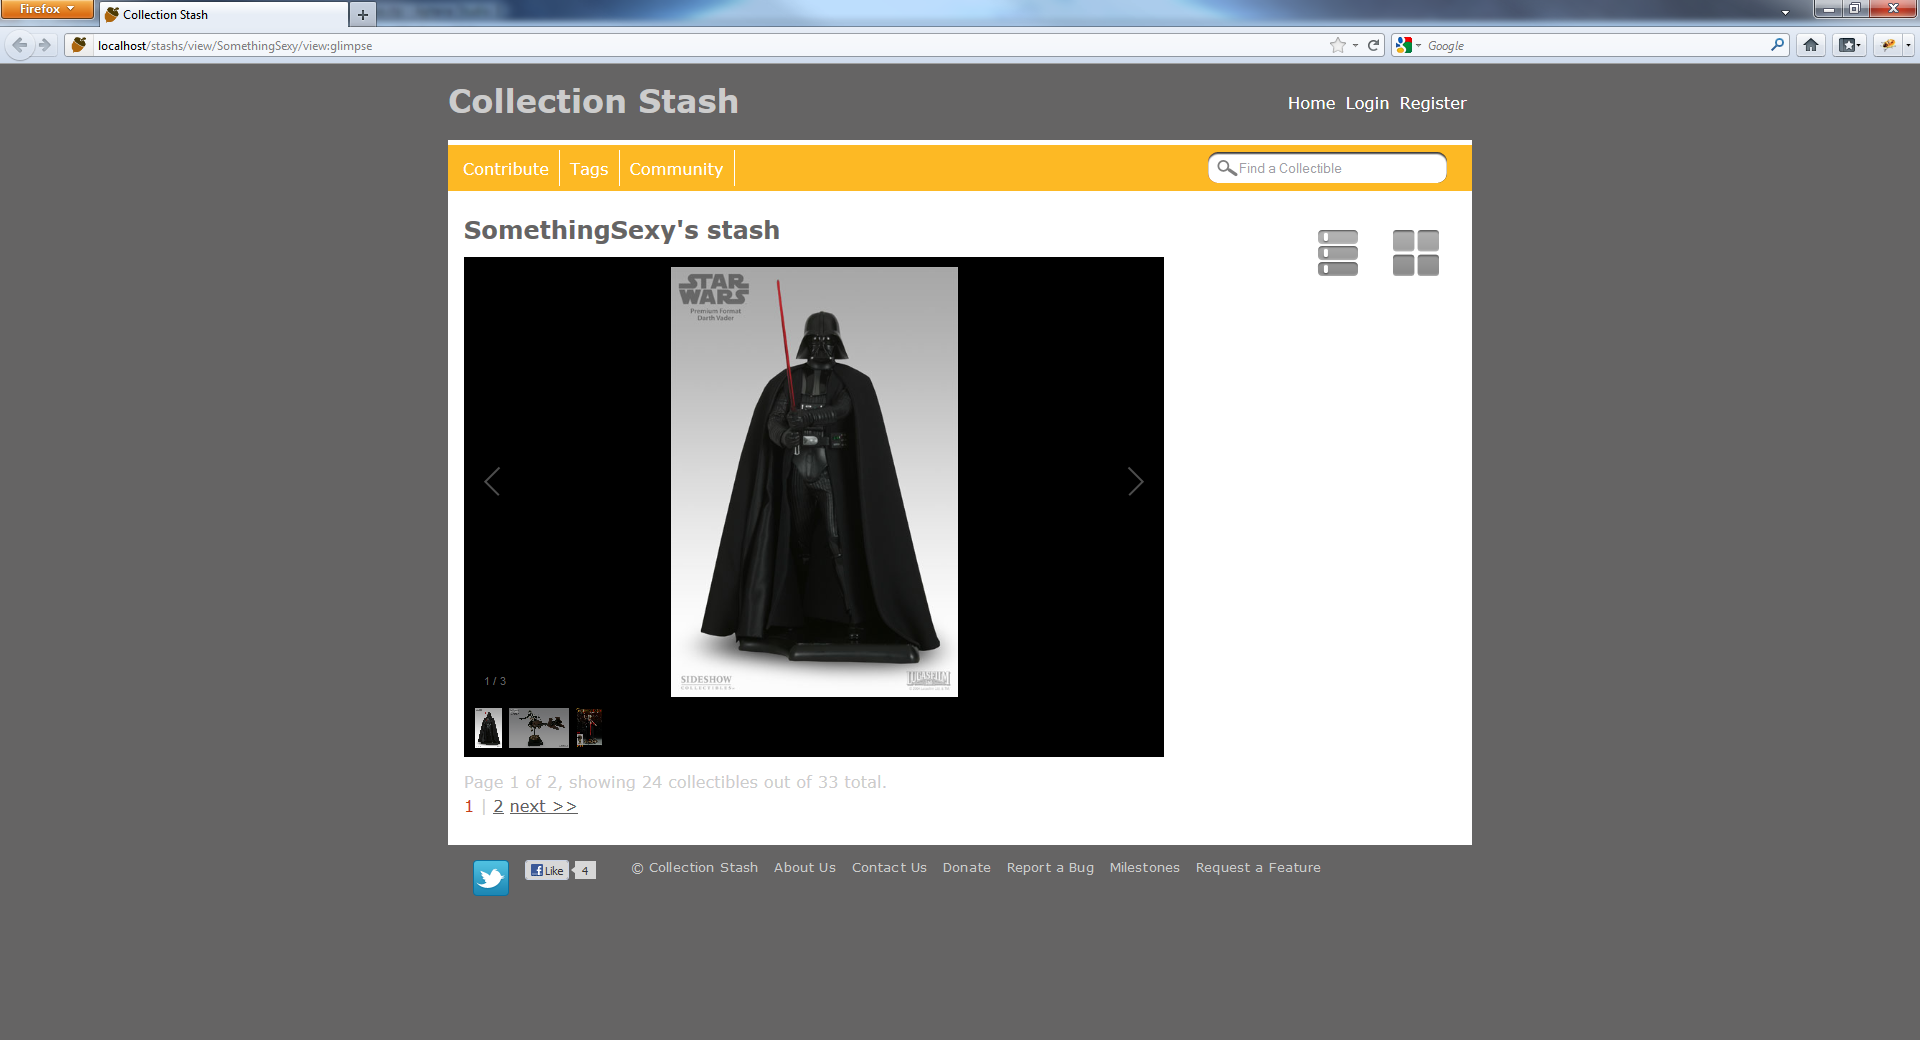 Firefox
Collection Stash
localhost/stashs/view/SomethingSexy/view:glimpse
Google
Collection Stash
Home Login Register
Contribute Tags Community
Find a Collectible
SomethingSexy's stash
STAR WARS
Premium Format
Darth Vader
SIDESHOW
COLLECTIBLES
LUCASFILM
1 / 3
Page 1 of 2, showing 24 collectibles out of 33 total.
1 | 2 next >>
Like 4
© Collection Stash About Us Contact Us Donate Report a Bug Milestones Request a Feature